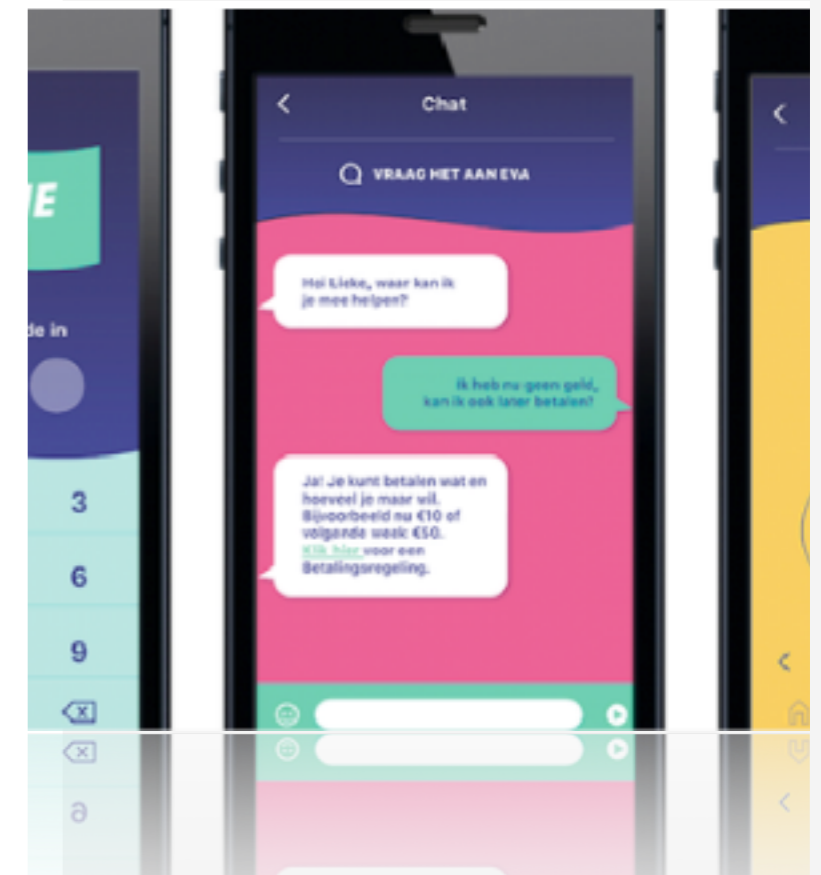 IE
de in
3
6
9
Chat
VRAAG HET AAN EVA
Hoi Lieke, waar kan ik
je mee helpen?
Ik heb nu geen geld,
kan ik ook later betalen?
Ja! Je kunt betalen wat en
hoeveel je maar wil.
Bijvoorbeeld nu €10 of
volgende week €50.
Klik hier voor een
Betalingsregeling.